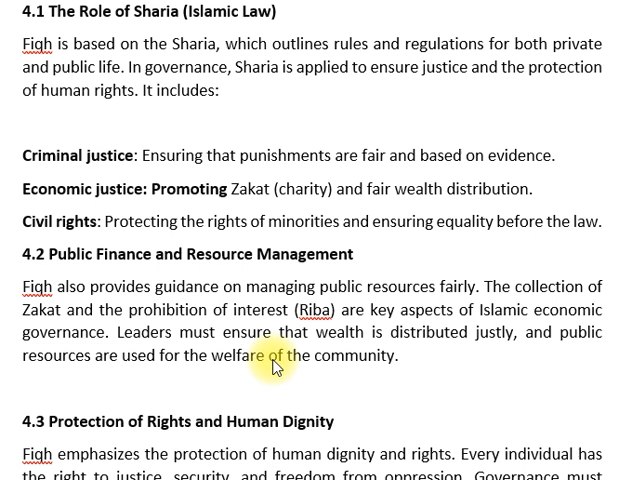 4.1 The Role of Sharia (Islamic Law)
Fiqh is based on the Sharia, which outlines rules and regulations for both private
and public life. In governance, Sharia is applied to ensure justice and the protection
of human rights. It includes:
Criminal justice: Ensuring that punishments are fair and based on evidence.
Economic justice: Promoting Zakat (charity) and fair wealth distribution.
Civil rights: Protecting the rights of minorities and ensuring equality before the law.
4.2 Public Finance and Resource Management
Fiqh also provides guidance on managing public resources fairly. The collection of
Zakat and the prohibition of interest (Riba) are key aspects of Islamic economic
governance. Leaders must ensure that wealth is distributed justly, and public
resources are used for the welfare of the community.
4.3 Protection of Rights and Human Dignity
Fiqh emphasizes the protection of human dignity and rights. Every individual has
the right to justice, security, and freedom from oppression. Governance must